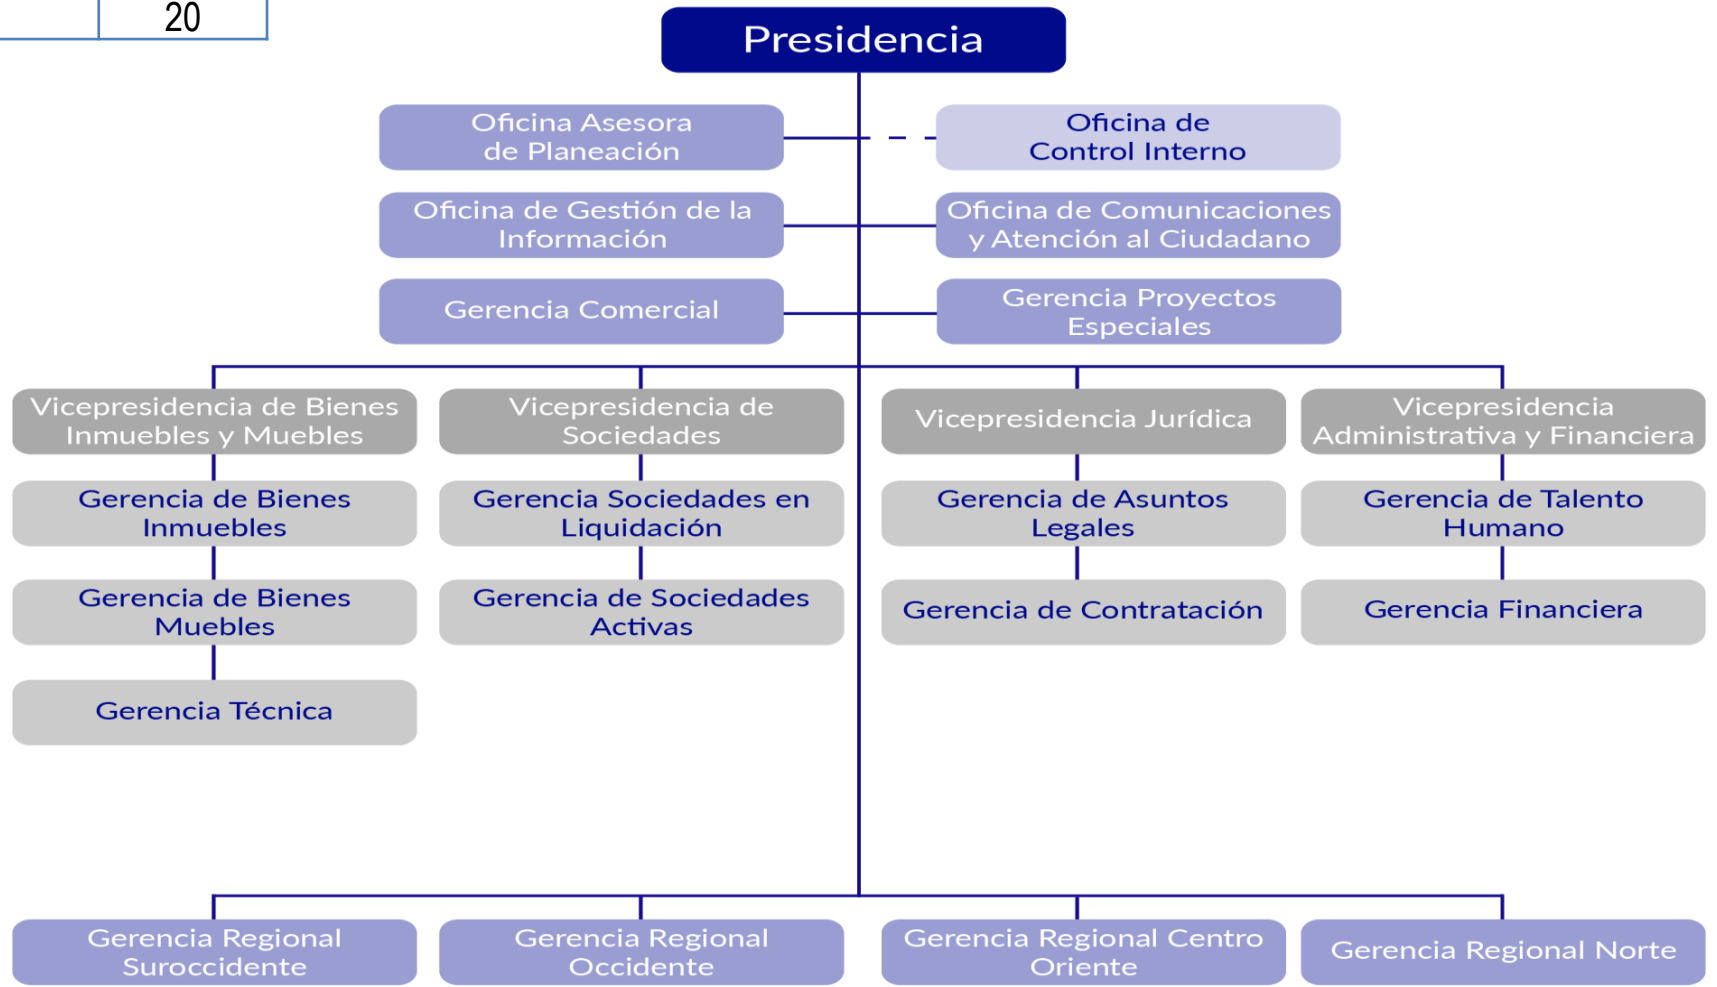 20
Presidencia
Oficina Asesora
de Planeación
Oficina de
Control Interno
Oficina de Gestión de la
Información
Oficina de Comunicaciones
y Atención al Ciudadano
Gerencia Comercial
Gerencia Proyectos
Especiales
Vicepresidencia de Bienes
Inmuebles y Muebles
Vicepresidencia de
Sociedades
Vicepresidencia Jurídica
Vicepresidencia
Administrativa y Financiera
Gerencia de Bienes
Inmuebles
Gerencia Sociedades en
Liquidación
Gerencia de Asuntos
Legales
Gerencia de Talento
Humano
Gerencia de Bienes
Muebles
Gerencia de Sociedades
Activas
Gerencia de Contratación
Gerencia Financiera
Gerencia Técnica
Gerencia Regional
Suroccidente
Gerencia Regional
Occidente
Gerencia Regional Centro
Oriente
Gerencia Regional Norte